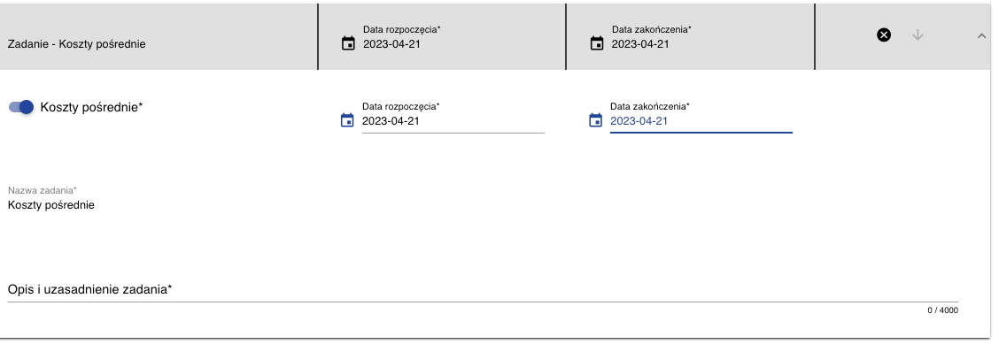 Data rozpoczęcia*
Data zakończenia*
Zadanie - Koszty pośrednie
2023-04-21
2023-04-21
Koszty pośrednie*
Data rozpoczęcia*
2023-04-21
Data zakończenia*
2023-04-21
Nazwa zadania*
Koszty pośrednie
Opis i uzasadnienie zadania*
0 / 4000